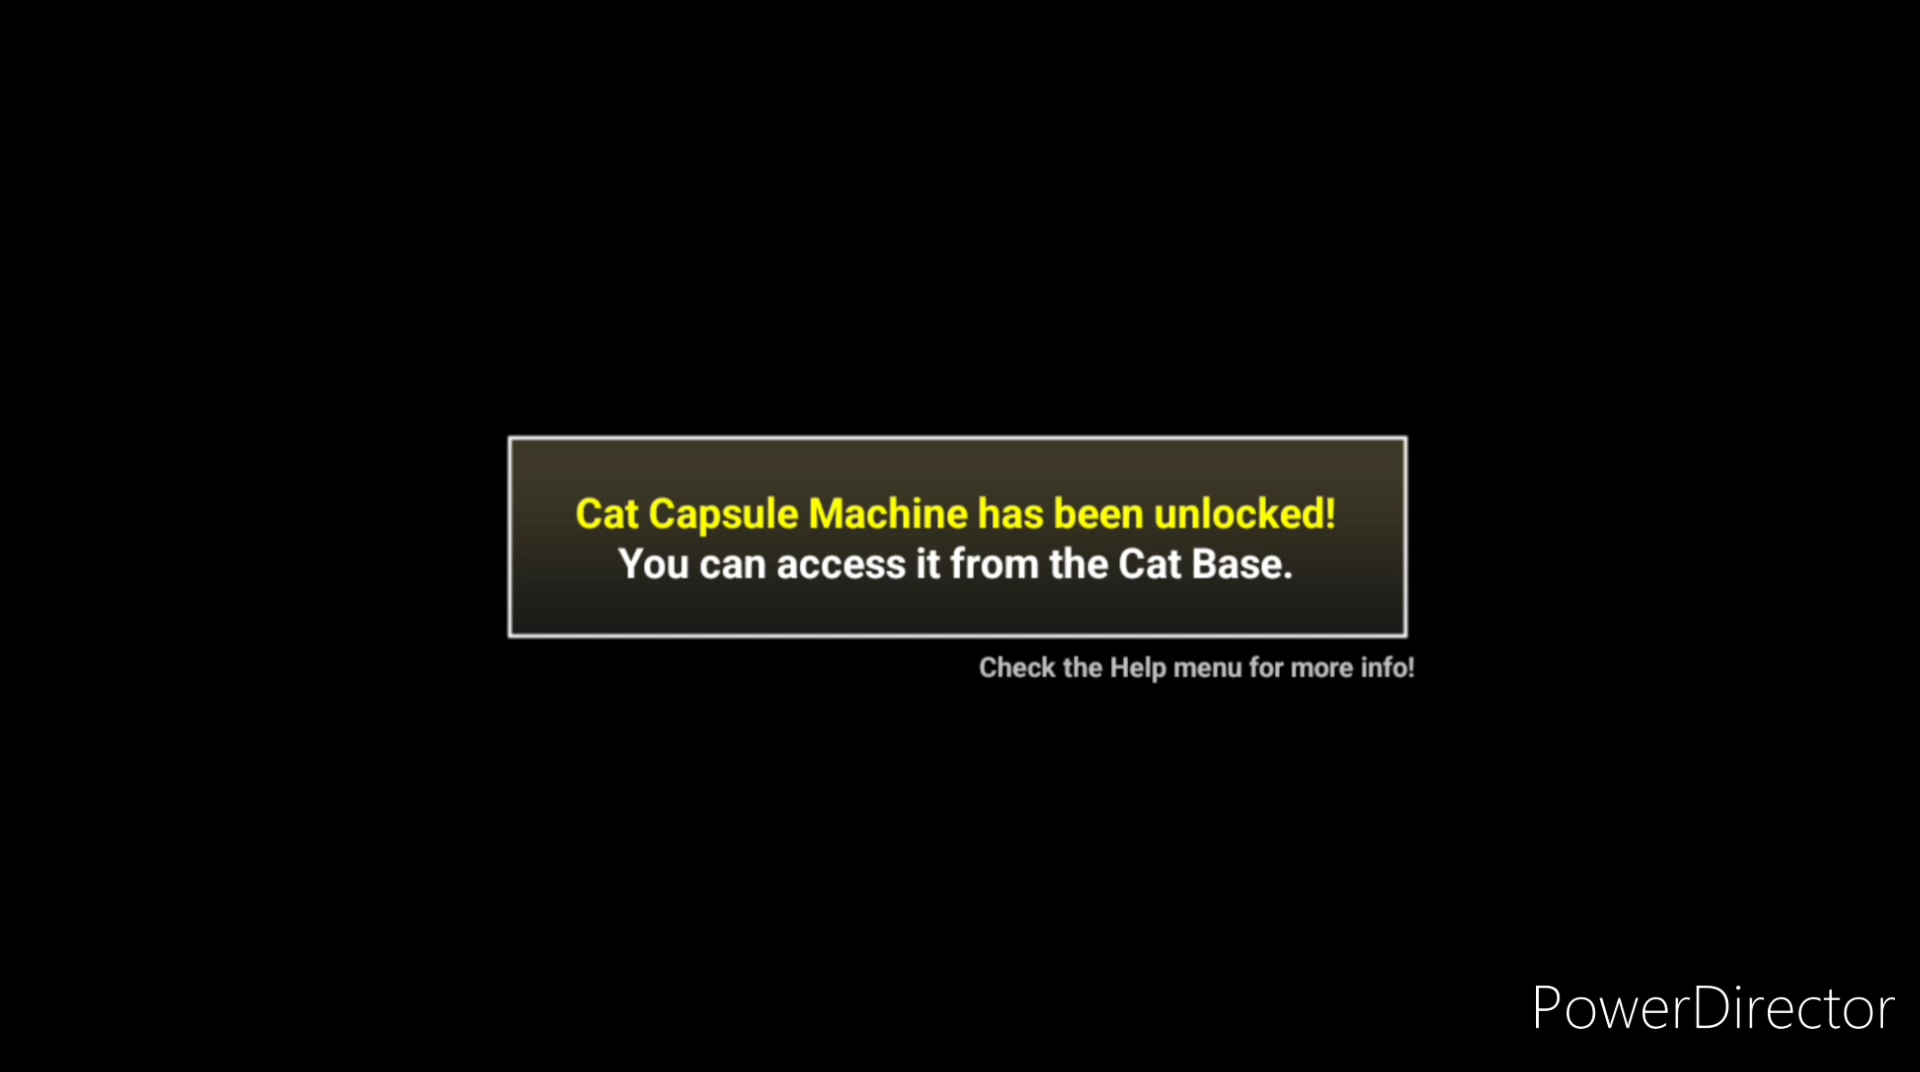 Cat Capsule Machine has been unlocked!
You can access it from the Cat Base.
Check the Help menu for more info!
PowerDirector